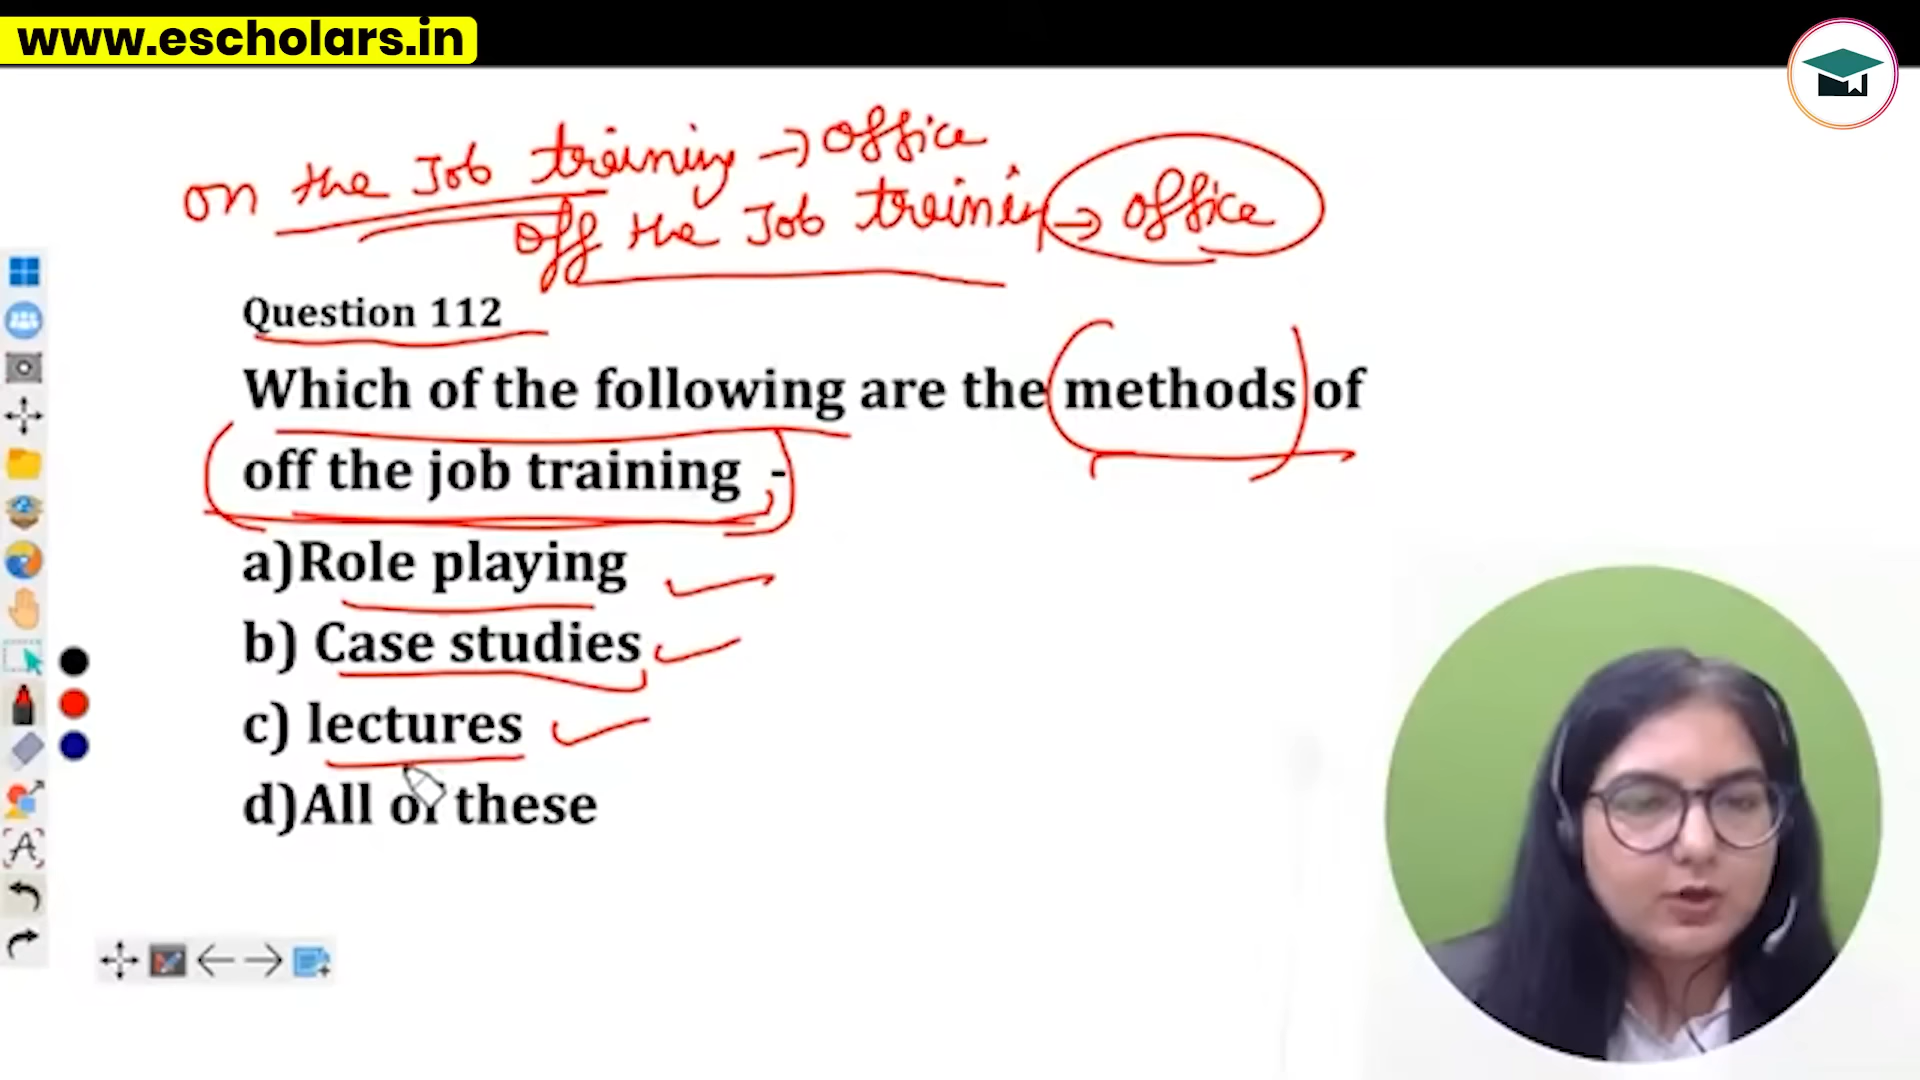 www.escholars.in
on the Job training → office
off the Job training → office
Question 112
Which of the following are the methods of
off the job training -
a)Role playing
b) Case studies
c) lectures
d)All of these